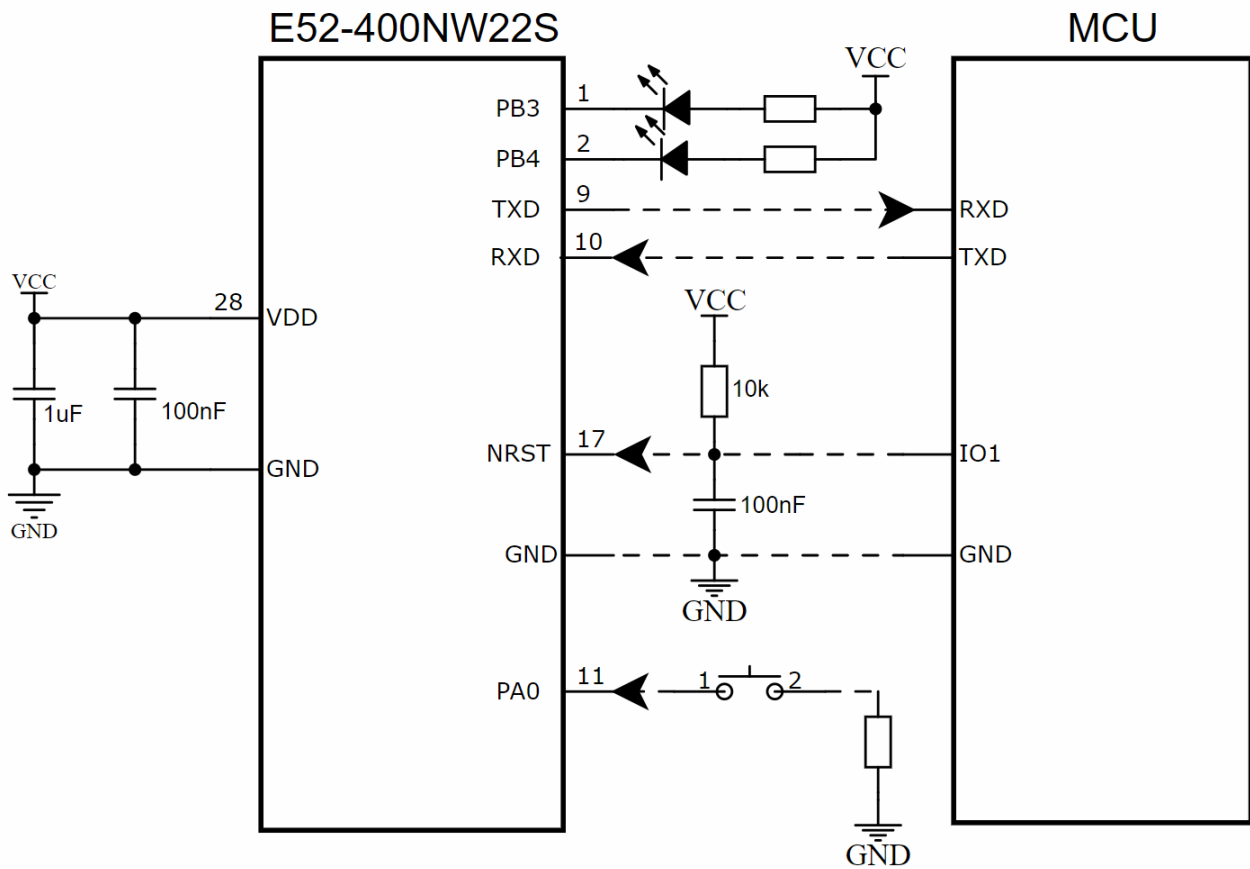 E52-400NW22S
MCU
VCC
PB3 1
PB4 2
TXD 9 RXD
RXD 10 TXD
VCC
28 VDD
VCC
1uF 100nF
10k
NRST 17 IO1
GND
GND
100nF
GND GND
GND
PA0 11 1 2
GND